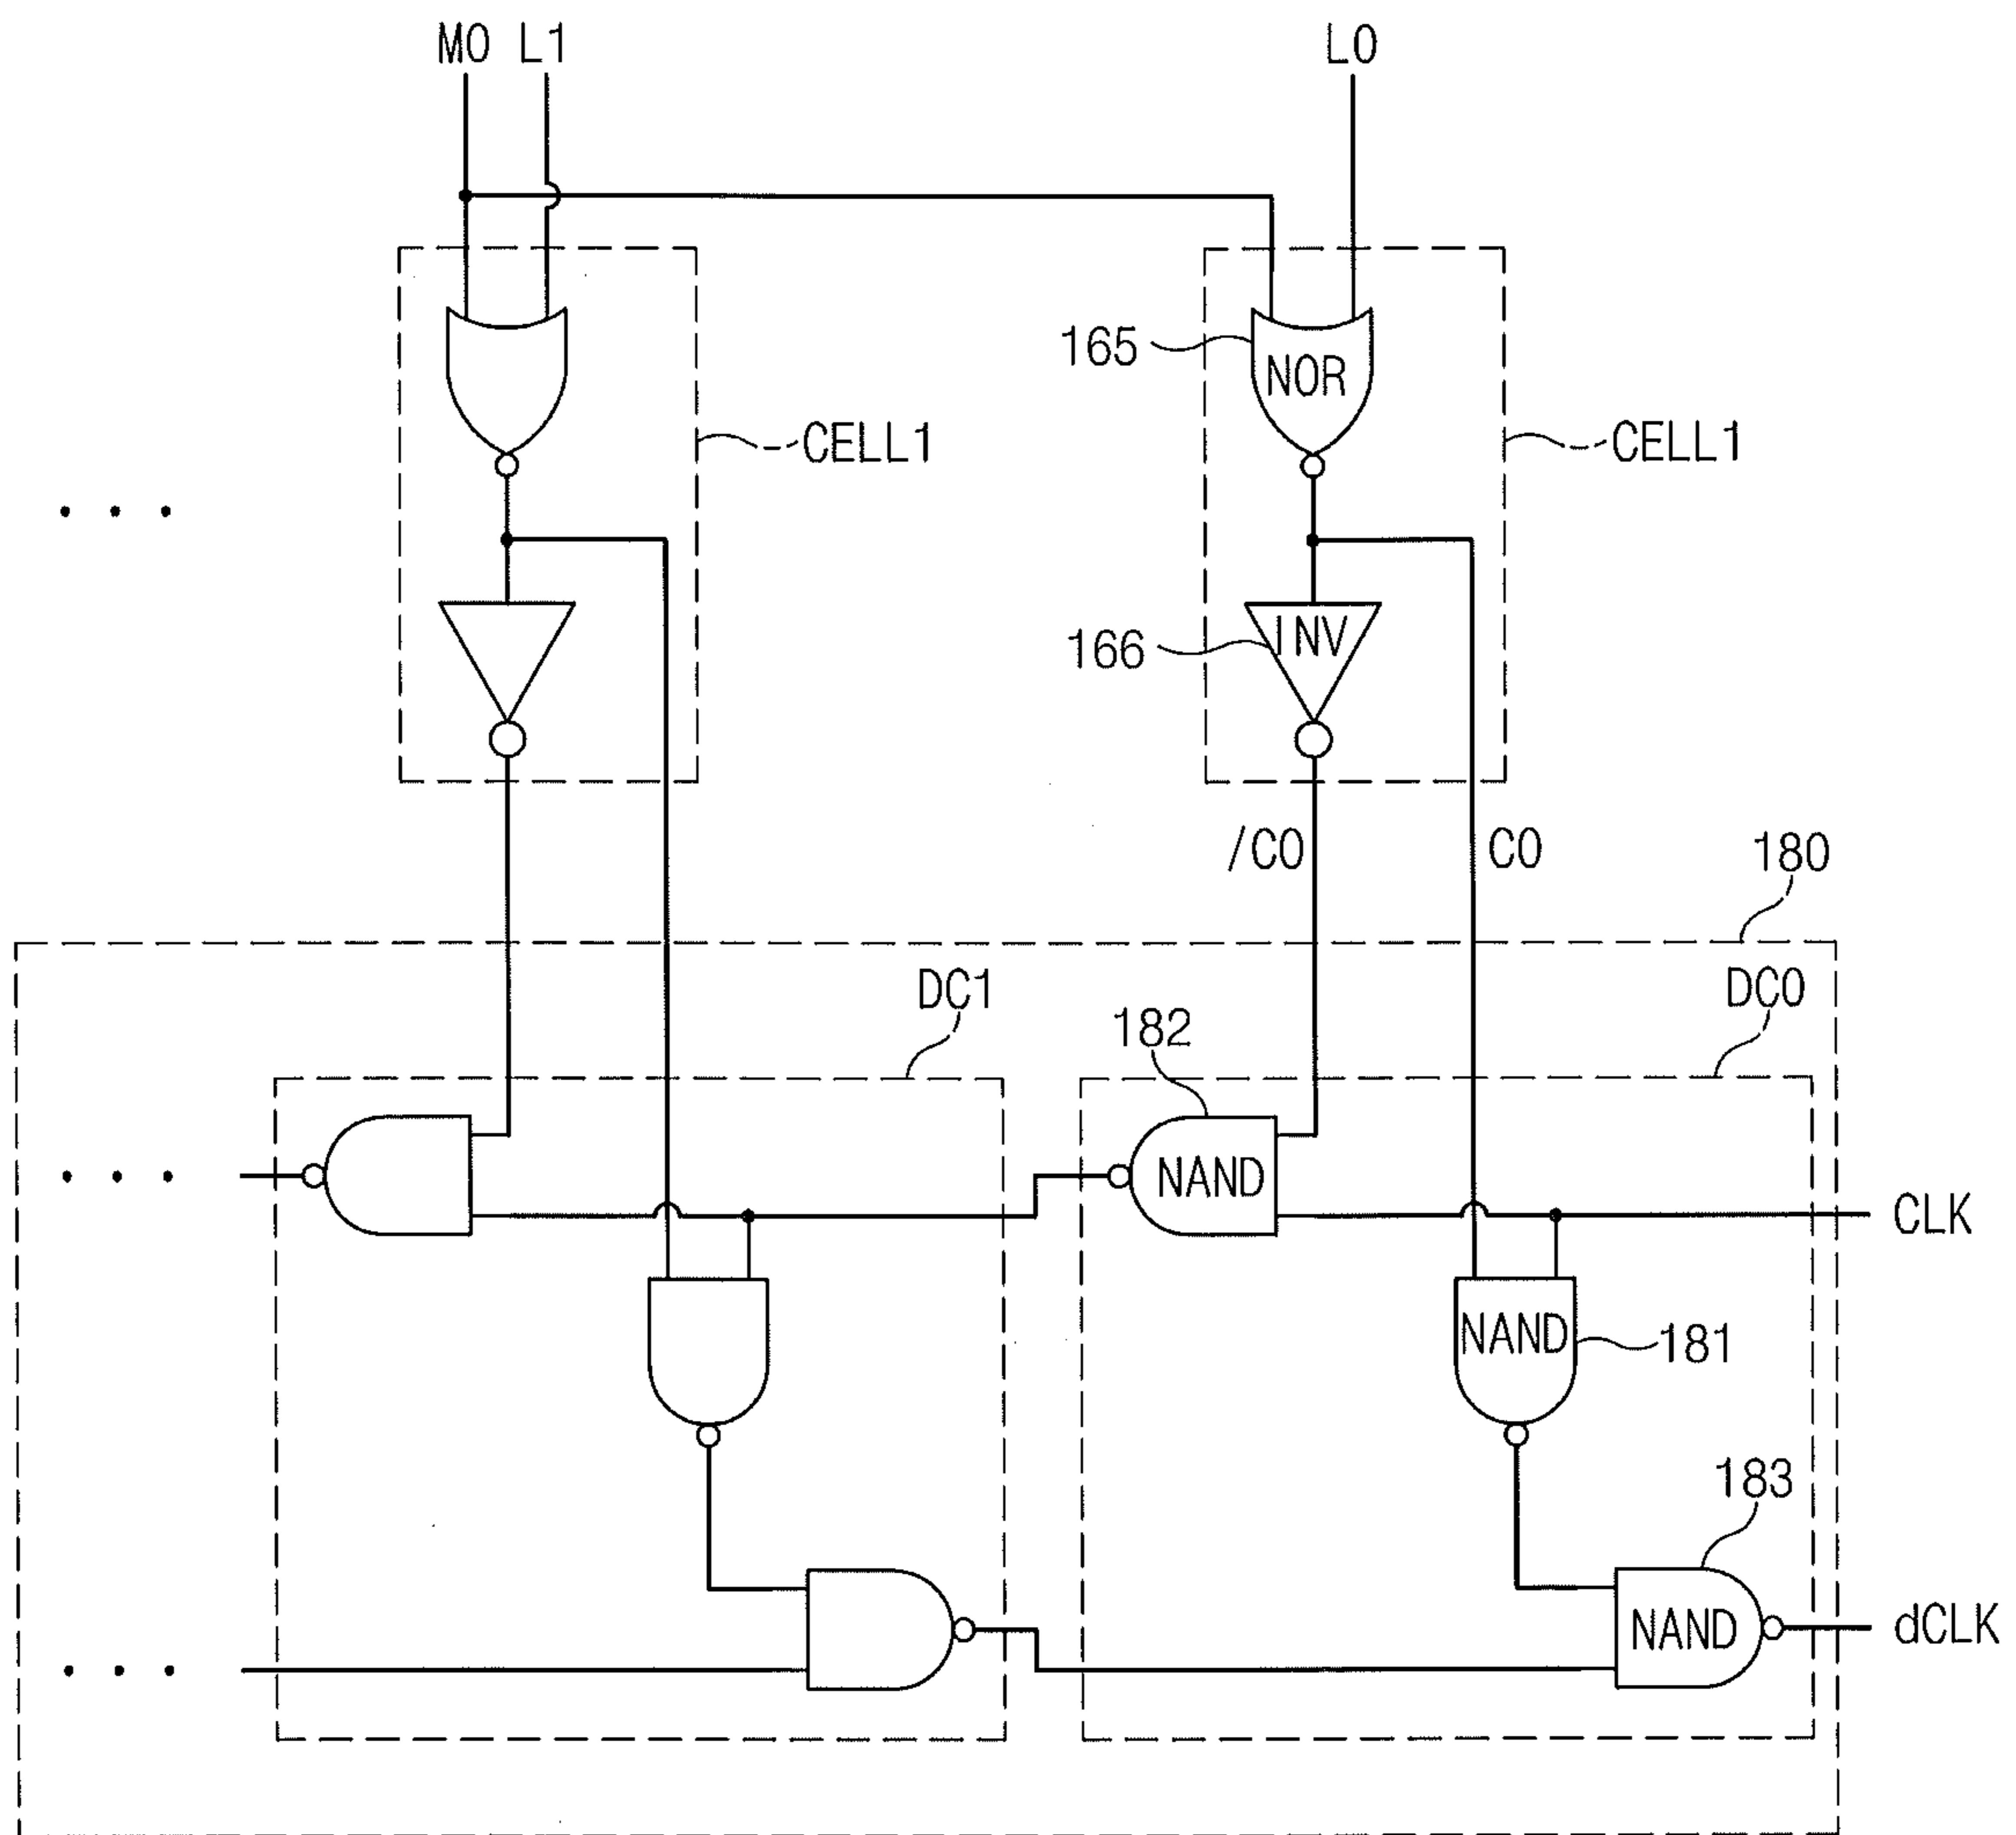 M0 L1 L0
165 NOR
CELL1 CELL1
166 INV
/C0 C0
180
DC1 DC0
182
NAND
CLK
NAND 181
183
NAND dCLK